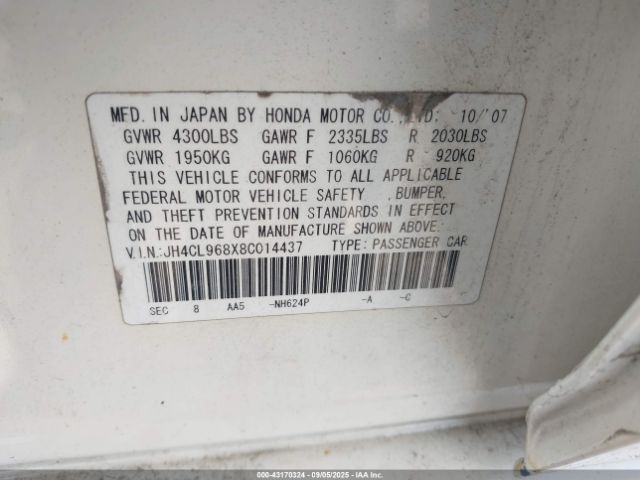 MFD. IN JAPAN BY HONDA MOTOR CO.,LTD: 10/'07
GVWR 4300LBS GAWR F 2335LBS R 2030LBS
GVWR 1950KG GAWR F 1060KG R 920KG
THIS VEHICLE CONFORMS TO ALL APPLICABLE
FEDERAL MOTOR VEHICLE SAFETY ,BUMPER,
AND THEFT PREVENTION STANDARDS IN EFFECT
ON THE DATE OF MANUFACTURE SHOWN ABOVE.
V.I.N.:JH4CL968X8C014437 TYPE: PASSENGER CAR
SEC 8 AA5 -NH624P -A -C
00-43170324 | 09/05/2025 - IAA Inc. |